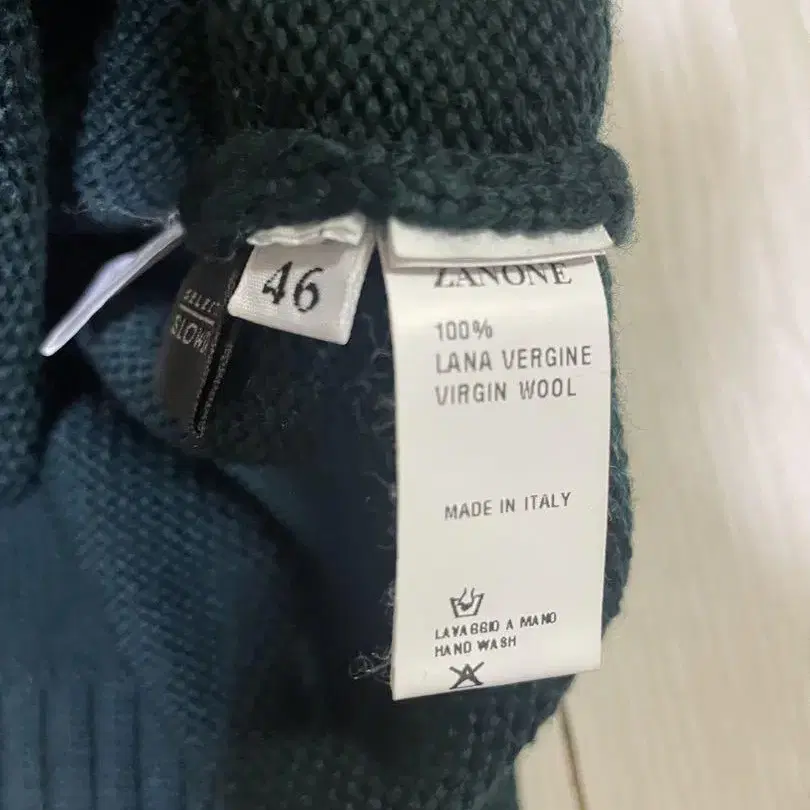 46
ZANONE
100%
LANA VERGINE
VIRGIN WOOL
MADE IN ITALY
LAVAGGIO A MANO
HAND WASH